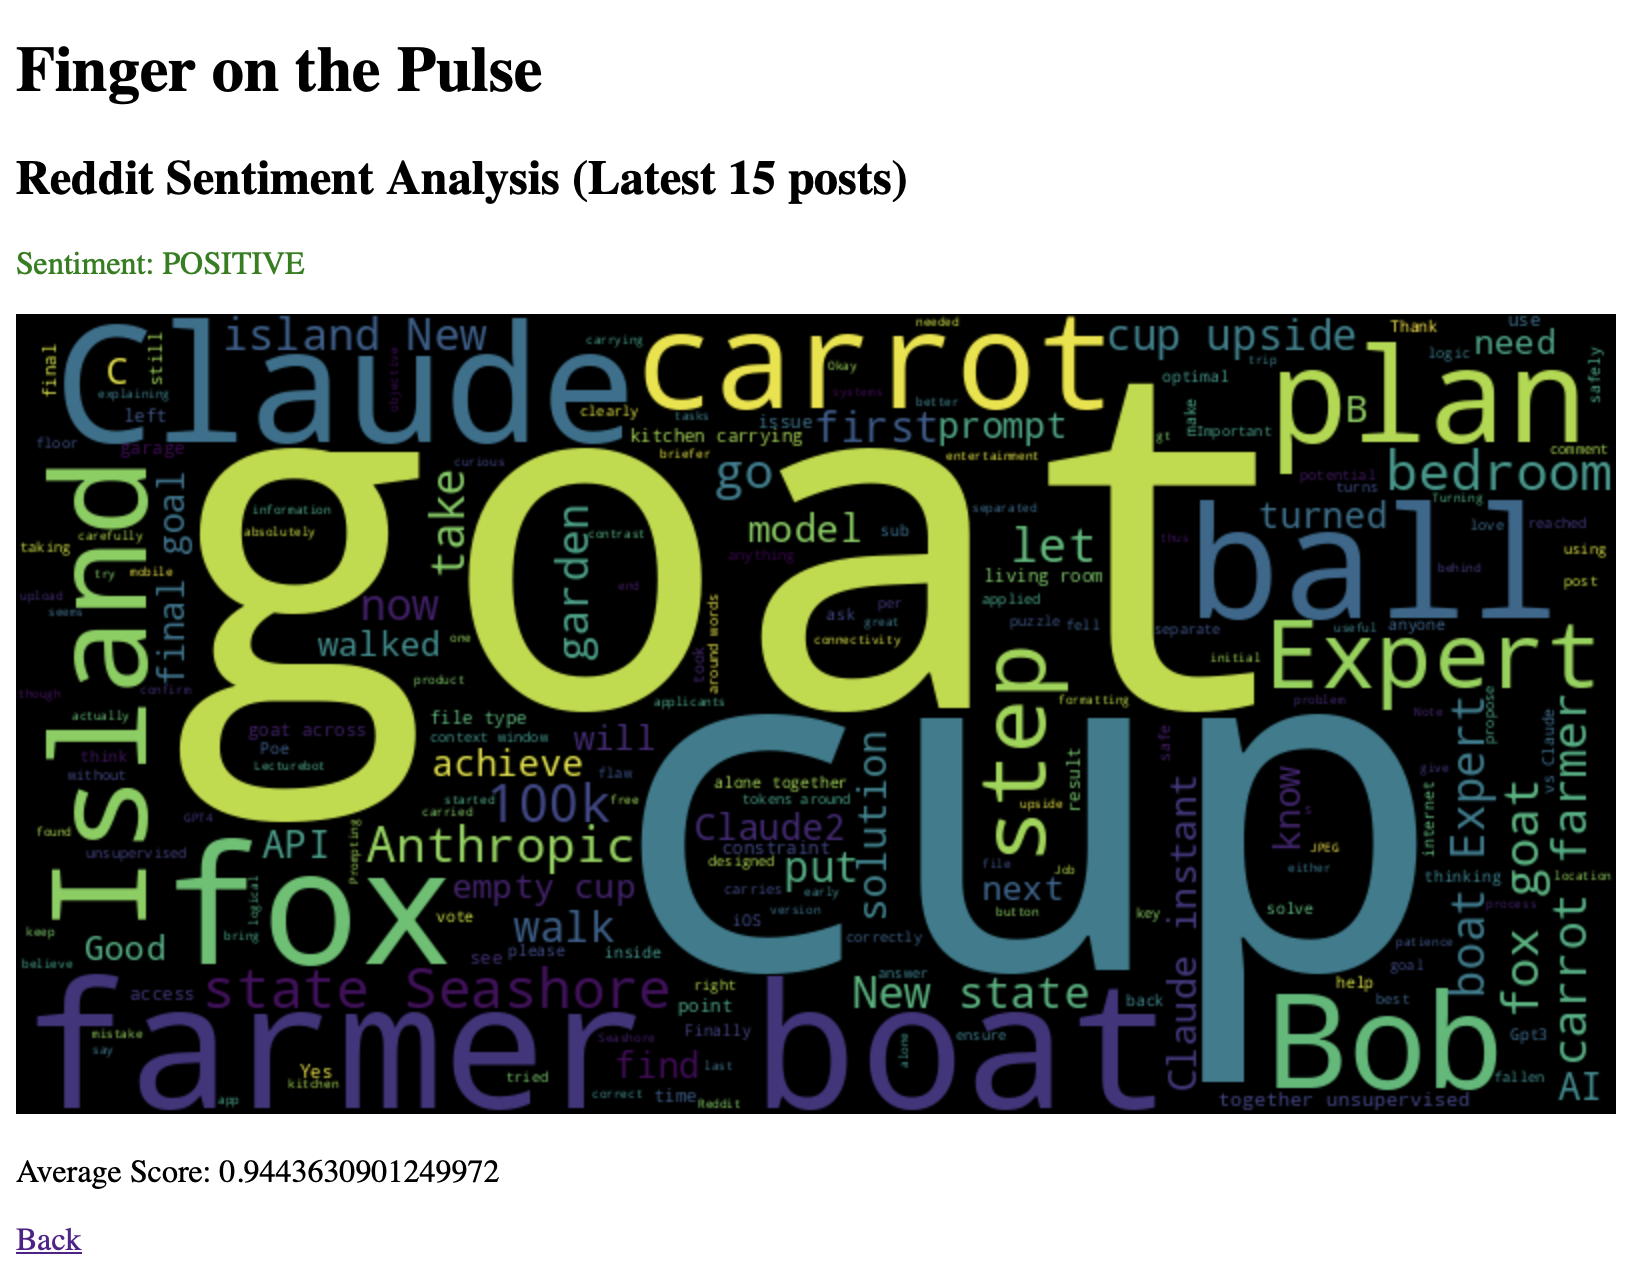 Finger on the Pulse
Reddit Sentiment Analysis (Latest 15 posts)
Sentiment: POSITIVE
Claude
island New
carrying
carrot
needed
Okay
systems
better
cup upside
trip
Thank
use
logic
need
safely
final
C
still
explaining
left
objective
clearly
tasks
issue
first
prompt
optimal
make
Important
gt
plan
B
comment
floor
garage
curious
kitchen carrying
briefer
entertainment
go
potential
turns
bedroom
Turning
Island
final goal
information
absolutely
take
garden
contrast
goat
model
sub
anything
separated
let
living room
applied
thus
turned
ball
love
reached
behind
using
post
taking
carefully
try
mobile
upload
seems
now
walked
one
end
took
around words
ask
per
great
connectivity
puzzle
fell
separate
useful
anyone
initial
Expert
though
confirm
product
applicants
formatting
problem
Note
propose
actually
goat across
Poe
Lecturebot
file type
context window
will
achieve
flaw
think
without
step
result
safe
solution
alone together
tokens around
upside
know
give
internet
boat Expert
vs Claude
carrot farmer
fox goat
GPT4
started
carried
100k
free
found
unsupervised
API
Prompting
Anthropic
Claude2
constraint
designed
put
cup
JPEG
either
thinking
location
process
fox
logical
bring
empty cup
vote
carries
early
version
iOS
file
Job
next
button
key
solve
Claude instant
keep
believe
Good
walk
see
please
inside
correctly
patience
goal
help
best
access
state Seashore
right
point
answer
New state
back
farmer
boat
mistake
say
Yes
kitchen
app
tried
Seashore
Finally
find
last
correct
time
Reddit
alone
ensure
Bob
Gpt3
fallen
AI
together unsupervised
Average Score: 0.9443630901249972
Back